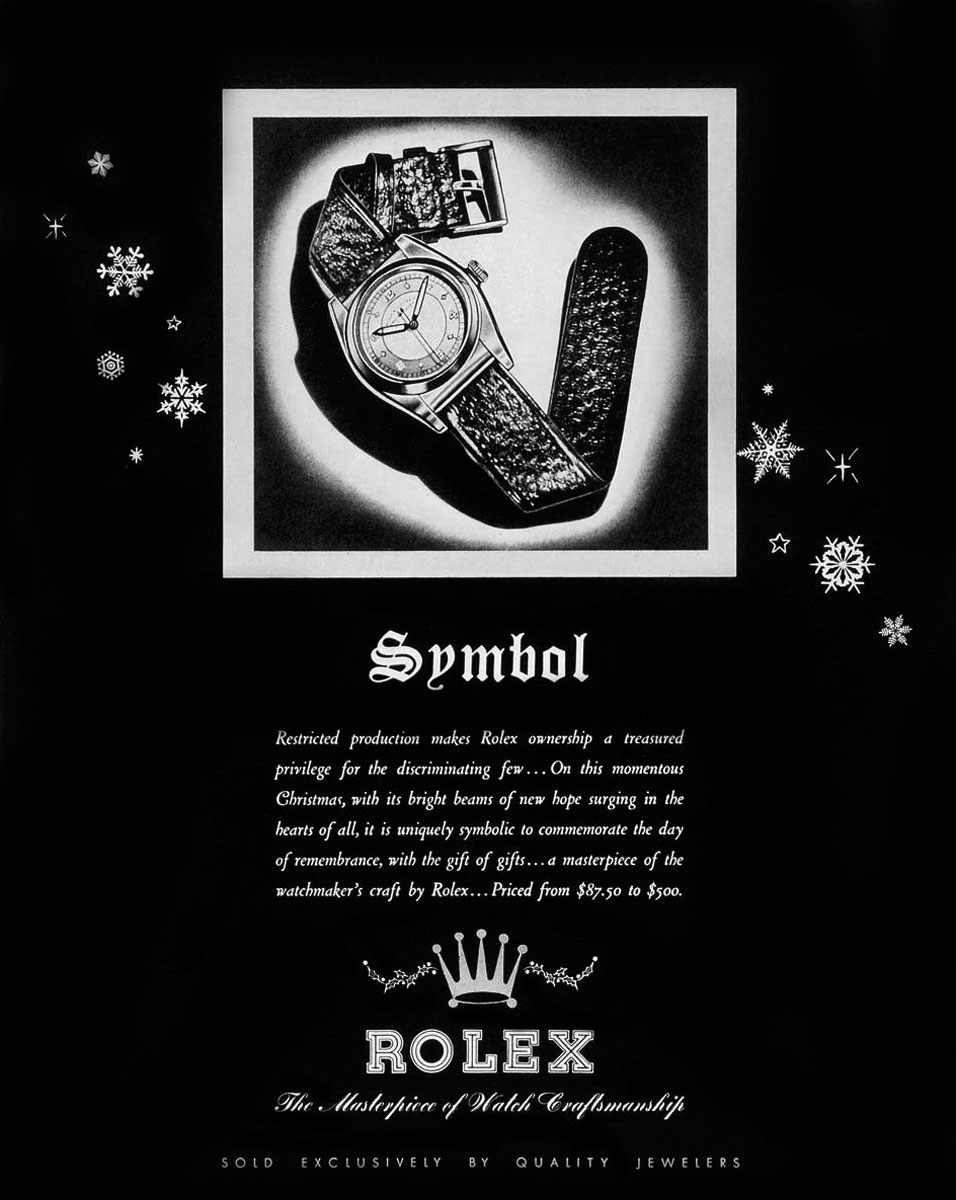 Symbol
Restricted production makes Rolex ownership a treasured
privilege for the discriminating few...On this momentous
Christmas, with its bright beams of new hope surging in the
hearts of all, it is uniquely symbolic to commemorate the day
of remembrance, with the gift of gifts...a masterpiece of the
watchmaker's craft by Rolex...Priced from $87.50 to $500.
ROLEX
The Masterpiece of Watch Craftsmanship
SOLD EXCLUSIVELY BY QUALITY JEWELERS